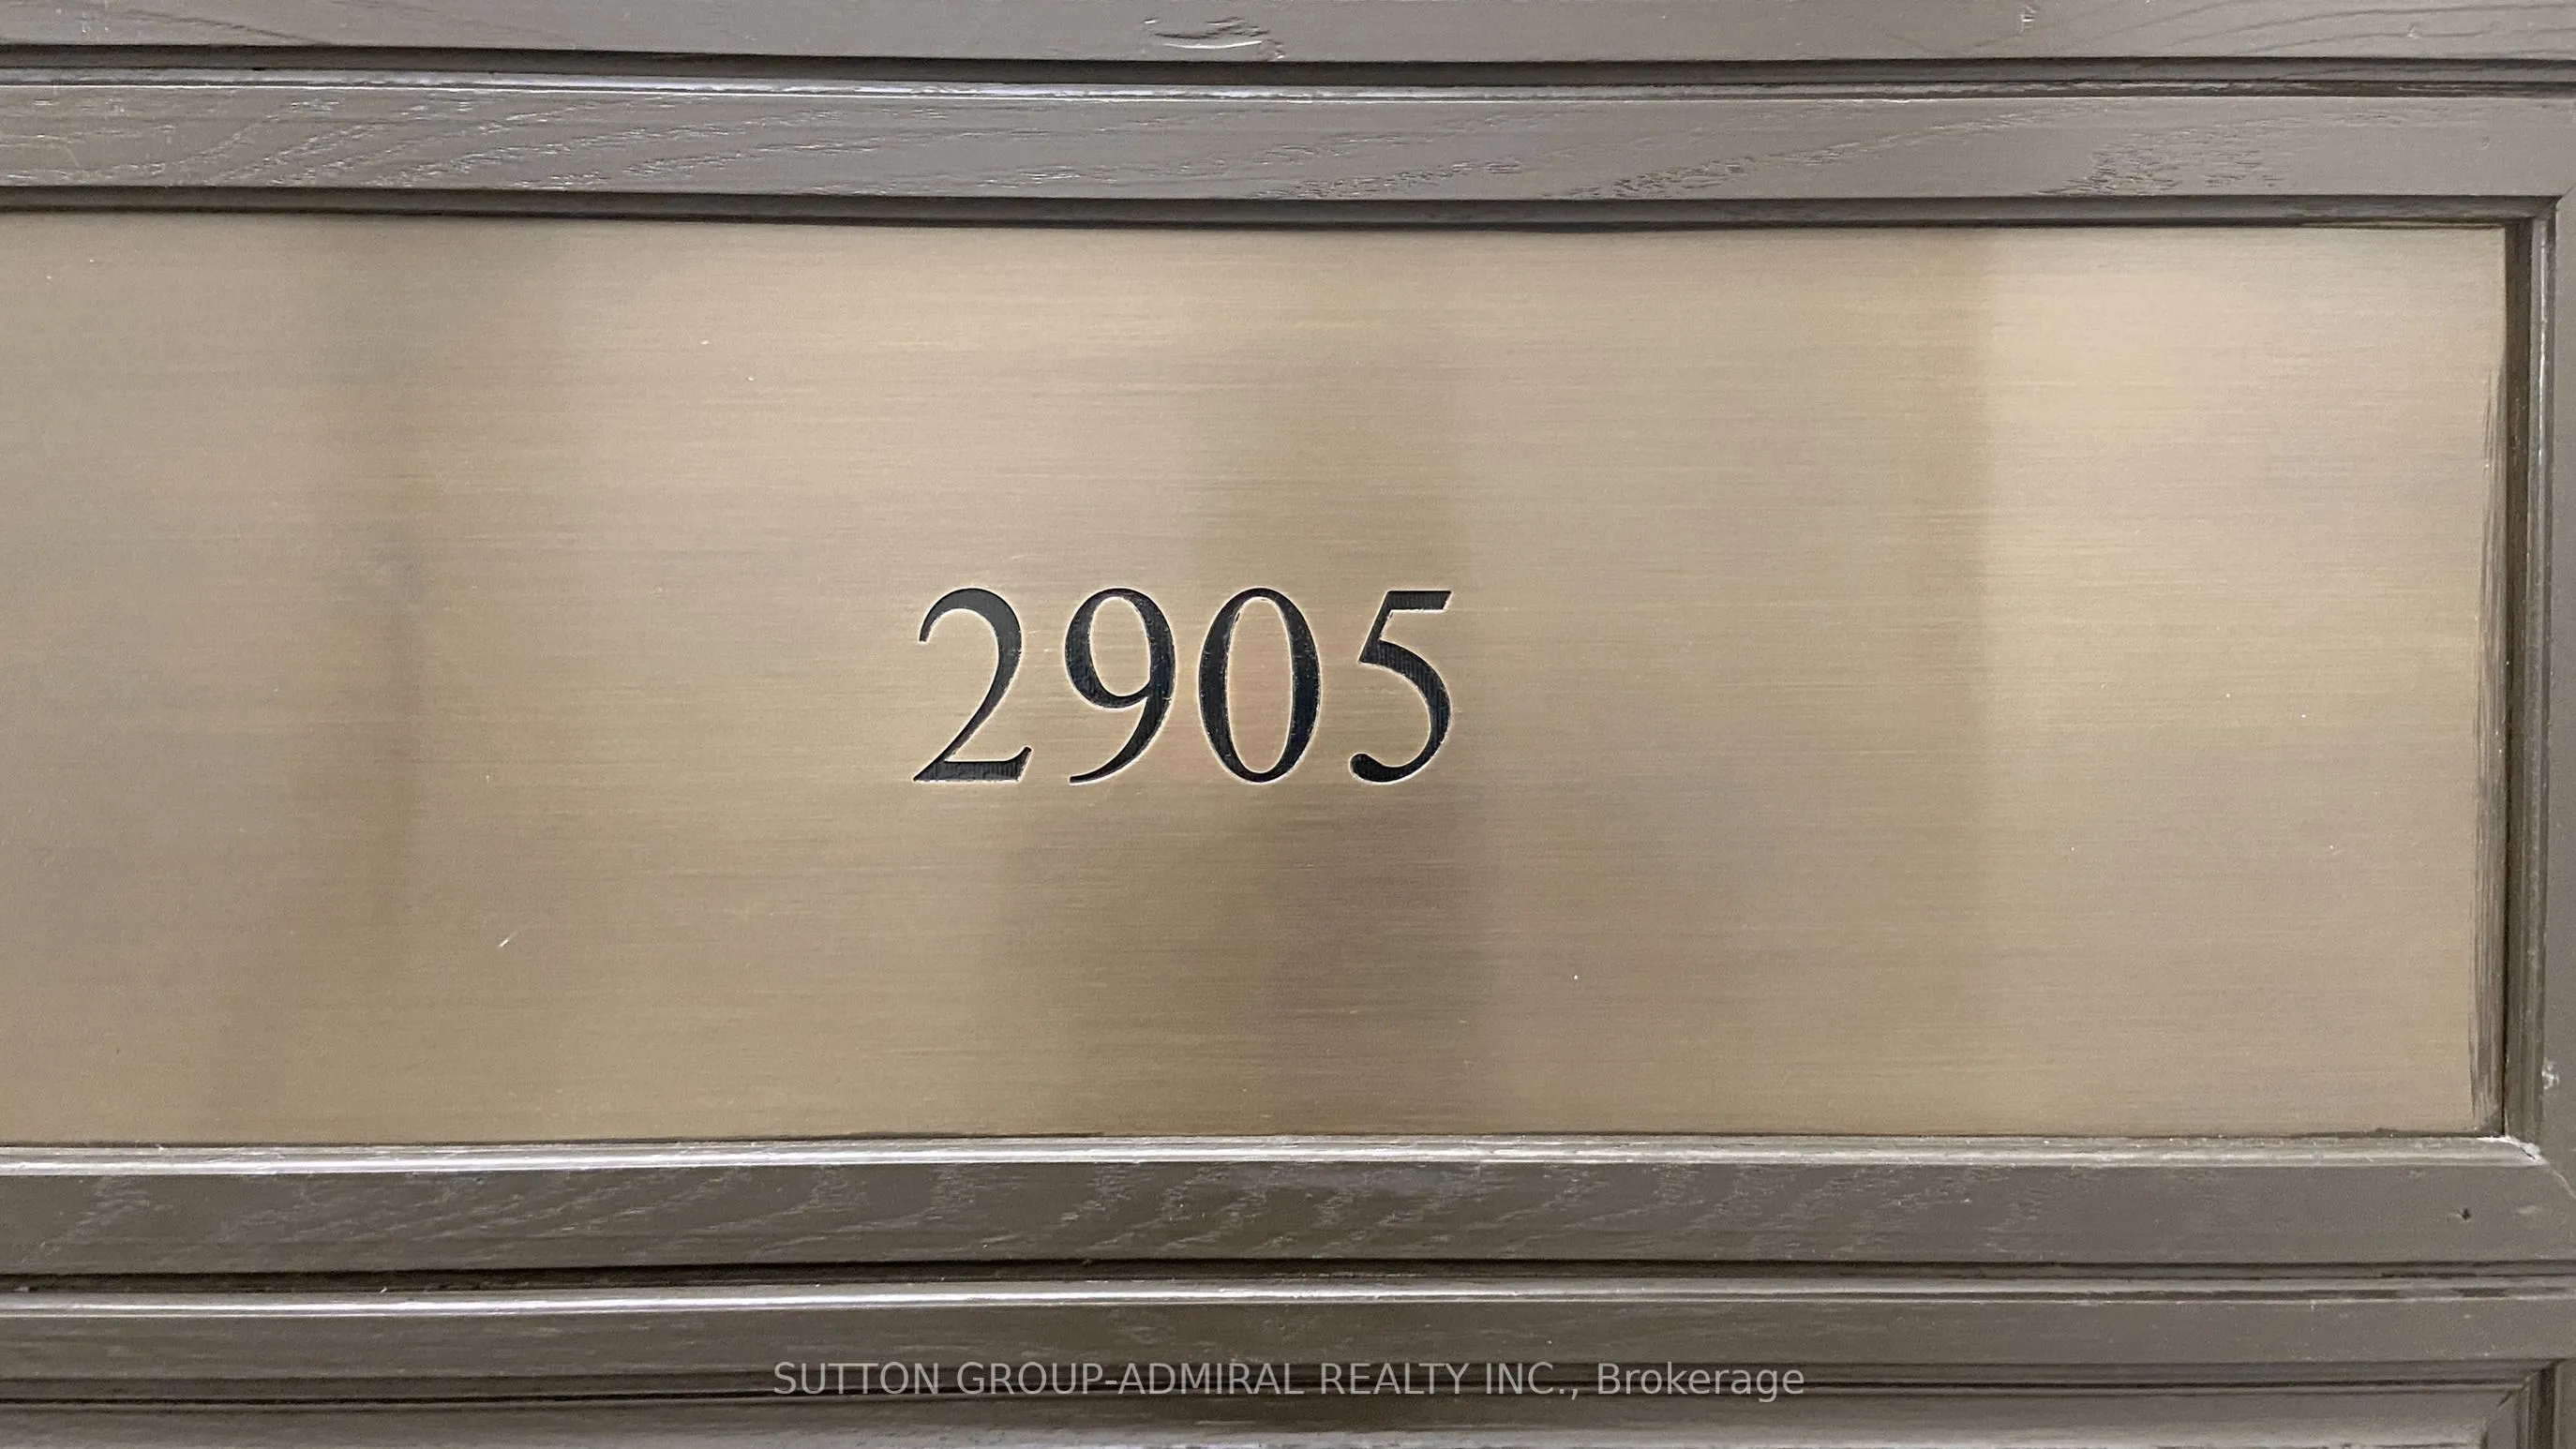 2905
SUTTON GROUP-ADMIRAL REALTY INC., Brokerage